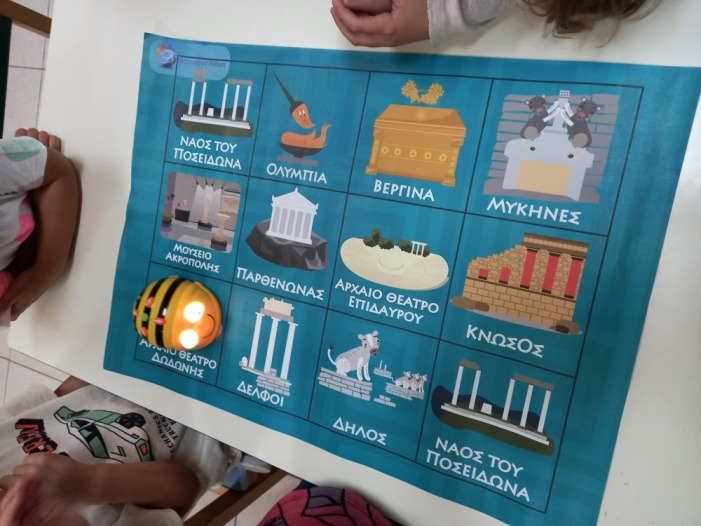 ΝΑΟΣ ΤΟΥ
ΠΟΣΕΙΔΩΝΑ
ΟΛΥΜΠΙΑ
ΒΕΡΓΙΝΑ
ΜΥΚΗΝΕΣ
ΜΟΥΣΕΙΟ
ΑΚΡΟΠΟΛΗΣ
ΠΑΡΘΕΝΩΝΑΣ
ΑΡΧΑΙΟ ΘΕΑΤΡΟ
ΕΠΙΔΑΥΡΟΥ
ΚΝΩΣΟΣ
ΑΡΧΑΙΟ ΘΕΑΤΡΟ
ΔΩΔΩΝΗΣ
ΔΕΛΦΟΙ
ΔΗΛΟΣ
ΝΑΟΣ ΤΟΥ
ΠΟΣΕΙΔΩΝΑ